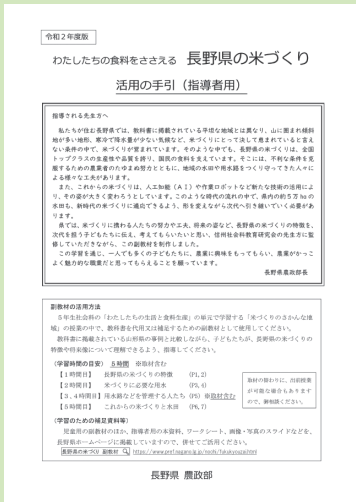 令和２年度版
わたしたちの食料をささえる 長野県の米づくり
活用の手引（指導者用）
指導される先生方へ
私たちが住む長野県では、教科書に掲載されている平坦な地域とは異なり、山に囲まれ傾斜
地が多い地形、寒冷で降水量が少ない気候など、米づくりにとって決して恵まれていると言え
ない条件の中で、米づくりが営まれています。そのような中でも、長野県の米づくりは、全国
トップクラスの生産性や品質を誇り、国民の食料を支えています。そこには、不利な条件を克
服するための農業者のたゆまぬ努力とともに、地域の水田や用水路をつくり守ってきた人々に
よる様々な工夫があります。
また、これからの米づくりは、人工知能（ＡＩ）や作業ロボットなど新たな技術の活用によ
り、その姿が大きく変わろうとしています。このような時代の流れの中で、県内の約５万 ha の
水田も、新時代の米づくりに適応できるよう、形を変えながら次代へ引き継いでいく必要があ
ります。
県では、米づくりに携わる人たちの努力や工夫、将来の姿など、長野県の米づくりの特徴を、
次代を担う子どもたちに伝え、考えてもらいたいと思い、信州社会科教育研究会の先生方に監
修していただきながら、この副教材を制作しました。
この学習を通じ、一人でも多くの子どもたちに、農業に興味をもってもらい、農業がかっこ
よく魅力的な職業だと思ってもらえることを願っています。
長野県農政部長
副教材の活用方法
５年生社会科の「わたしたちの生活と食料生産」の単元で学習する「米づくりのさかんな地
域」の授業の中で、教科書を代用又は補足するための副教材として使用してください。
教科書に掲載されている山形県の事例と比較しながら、子どもたちが、長野県の米づくりの
特徴や将来像について理解できるよう、指導してください。
（学習時間の目安） ５時間 ※取材含む
【１時間目】 長野県の米づくりの特徴 (P1,2)
【２時間目】 米づくりに必要な用水 (P3,4)
【３,４時間目】用水路などを管理する人たち (P5) ※取材含む
【５時間目】 これからの米づくりと水田 (P6,7)
取材の替わりに、出前授業
が可能な場合もあります
ので、御相談ください。
（学習のための補足資料等）
児童用の副教材のほか、指導者用の本資料、ワークシート、画像・写真のスライドなどを、
長野県ホームページに掲載していますので、併せてご活用ください。
長野県の米づくり 副教材 https://www.pref.nagano.lg.jp/nochi/fukukyouzai.html
長野県 農政部